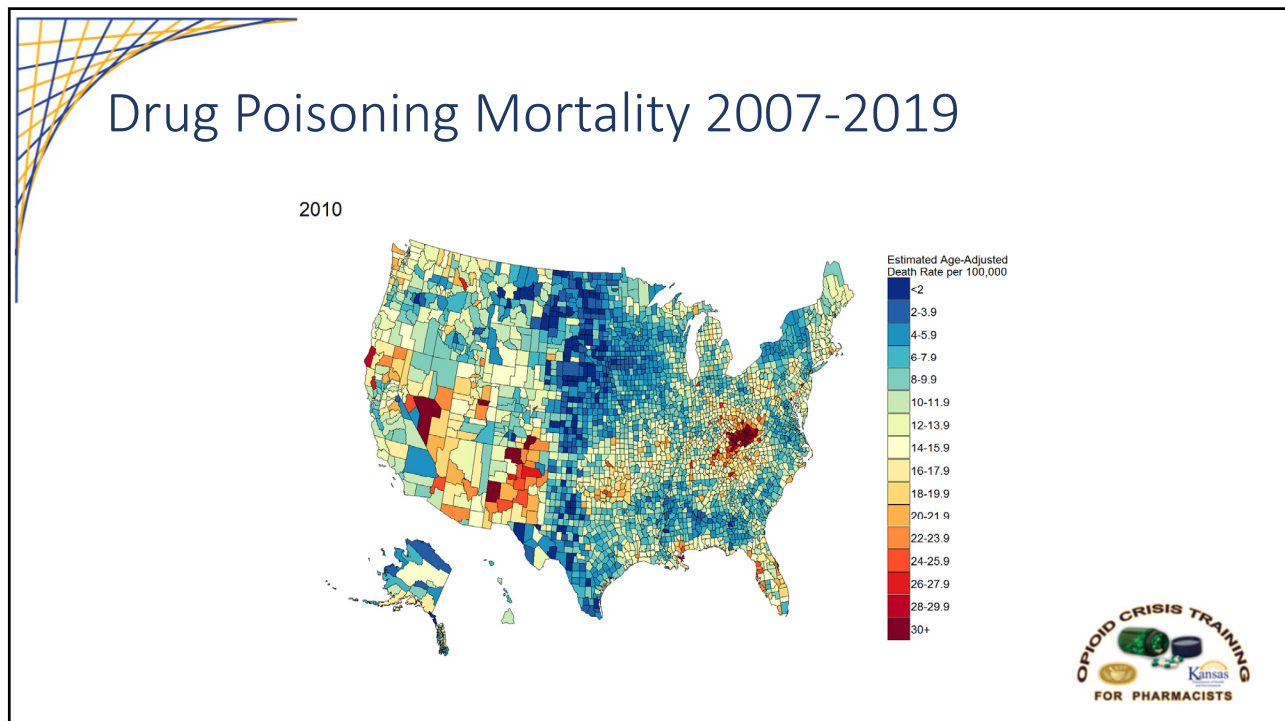 Drug Poisoning Mortality 2007-2019
2010
Estimated Age-Adjusted
Death Rate per 100,000
<2
2-3.9
4-5.9
6-7.9
8-9.9
10-11.9
12-13.9
14-15.9
16-17.9
18-19.9
20-21.9
22-23.9
24-25.9
26-27.9
28-29.9
30+
OPIOID CRISIS TRAINING
Kansas
FOR PHARMACISTS